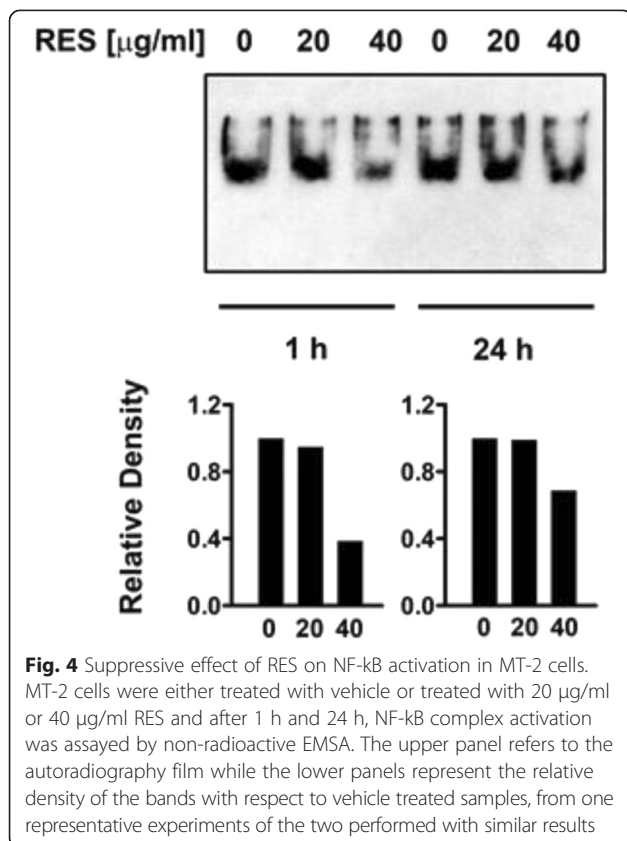 RES [µg/ml] 0 20 40 0 20 40
1 h 24 h
Relative Density
1.2 1.2
0.8 0.8
0.4 0.4
0.0 0.0
0 20 40 0 20 40
Fig. 4 Suppressive effect of RES on NF-kB activation in MT-2 cells.
MT-2 cells were either treated with vehicle or treated with 20 µg/ml
or 40 µg/ml RES and after 1 h and 24 h, NF-kB complex activation
was assayed by non-radioactive EMSA. The upper panel refers to the
autoradiography film while the lower panels represent the relative
density of the bands with respect to vehicle treated samples, from one
representative experiments of the two performed with similar results